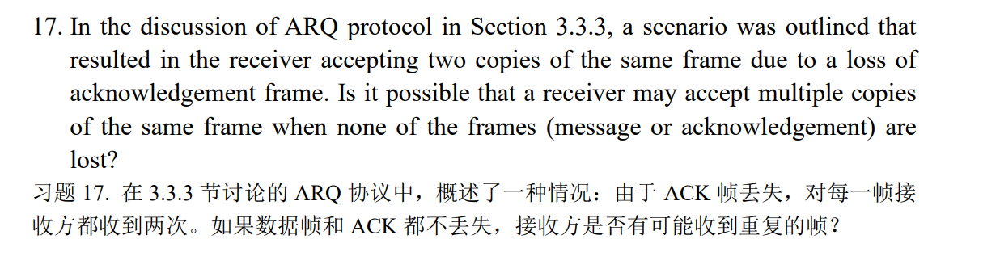 17. In the discussion of ARQ protocol in Section 3.3.3, a scenario was outlined that
resulted in the receiver accepting two copies of the same frame due to a loss of
acknowledgement frame. Is it possible that a receiver may accept multiple copies
of the same frame when none of the frames (message or acknowledgement) are
lost?
习题 17. 在 3.3.3 节讨论的 ARQ 协议中，概述了一种情况：由于 ACK 帧丢失，对每一帧接
收方都收到两次。如果数据帧和 ACK 都不丢失，接收方是否有可能收到重复的帧？